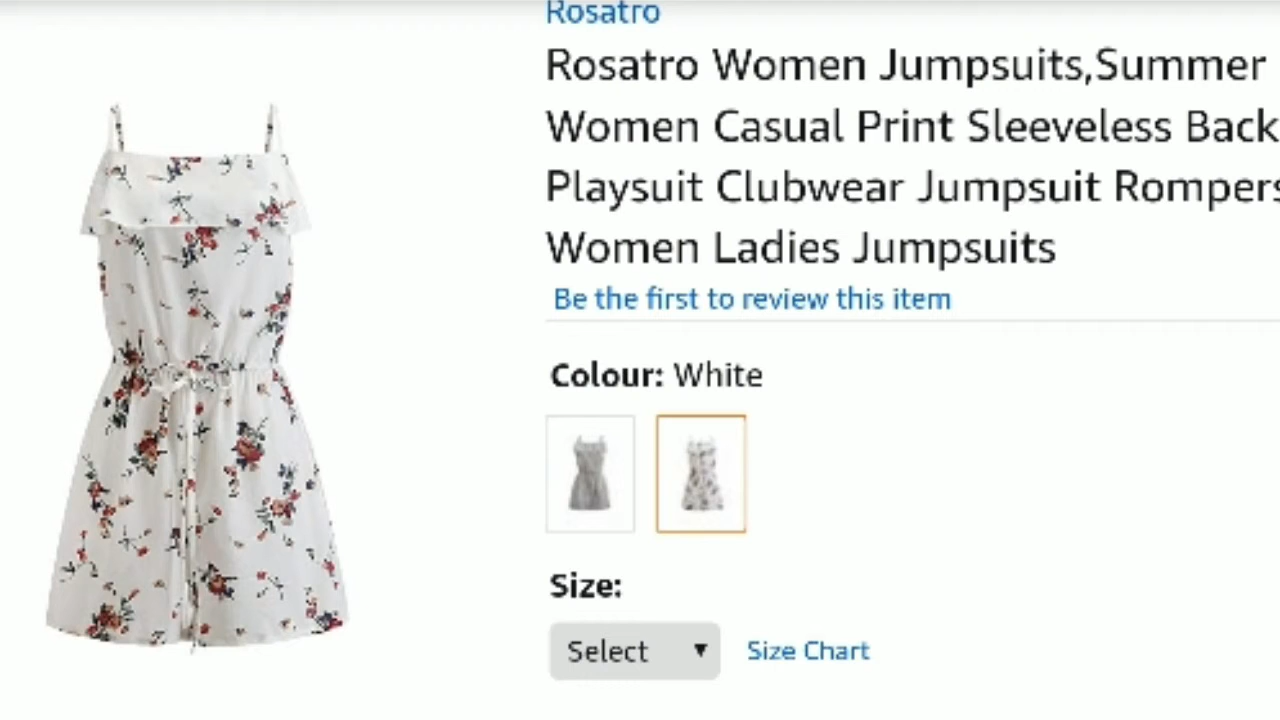 Rosatro
Rosatro Women Jumpsuits,Summer
Women Casual Print Sleeveless Back
Playsuit Clubwear Jumpsuit Rompers
Women Ladies Jumpsuits
Be the first to review this item
Colour: White
Size:
Select ▼ Size Chart